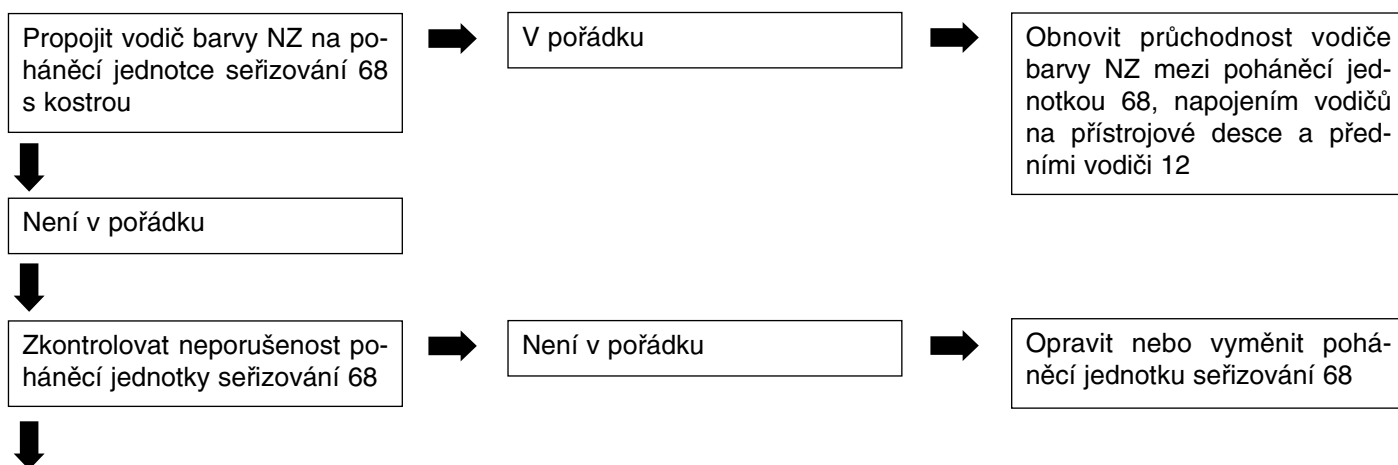 Propojit vodič barvy NZ na po-
háněcí jednotce seřizování 68
s kostrou
V pořádku
Obnovit průchodnost vodiče
barvy NZ mezi poháněcí jed-
notkou 68, napojením vodičů
na přístrojové desce a před-
ními vodiči 12
Není v pořádku
Zkontrolovat neporušenost po-
háněcí jednotky seřizování 68
Není v pořádku
Opravit nebo vyměnit pohá-
něcí jednotku seřizování 68